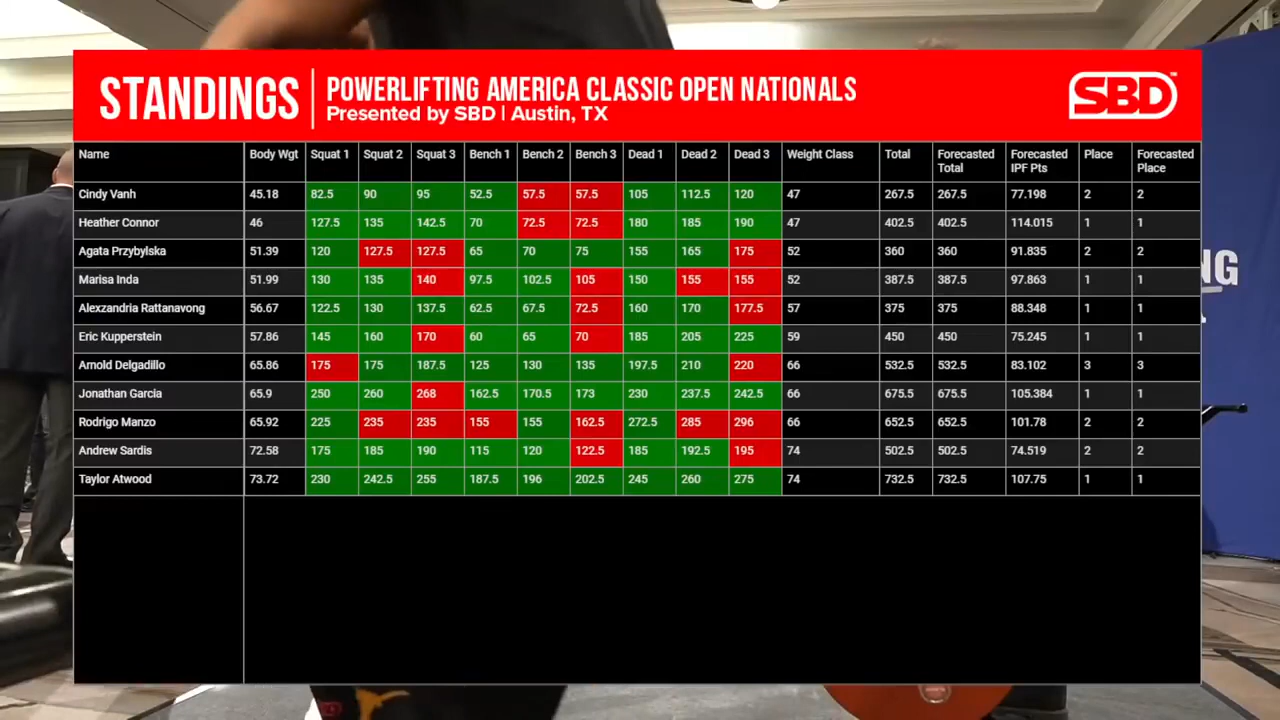 STANDINGS
POWERLIFTING AMERICA CLASSIC OPEN NATIONALS
Presented by SBD | Austin, TX
SBD™
Name Body Wgt Squat 1 Squat 2 Squat 3 Bench 1 Bench 2 Bench 3 Dead 1 Dead 2 Dead 3 Weight Class Total Forecasted Total Forecasted IPF Pts Place Forecasted Place
Cindy Vanh 45.18 82.5 90 95 52.5 57.5 57.5 105 112.5 120 47 267.5 267.5 77.198 2 2
Heather Connor 46 127.5 135 142.5 70 72.5 72.5 180 185 190 47 402.5 402.5 114.015 1 1
Agata Przybylska 51.39 120 127.5 127.5 65 70 75 155 165 175 52 360 360 91.835 2 2
Marisa Inda 51.99 130 135 140 97.5 102.5 105 150 155 155 52 387.5 387.5 97.863 1 1
Alexzandria Rattanavong 56.67 122.5 130 137.5 62.5 67.5 72.5 160 170 177.5 57 375 375 88.348 1 1
Eric Kupperstein 57.86 145 160 170 60 65 70 185 205 225 59 450 450 75.245 1 1
Arnold Delgadillo 65.86 175 175 187.5 125 130 135 197.5 210 220 66 532.5 532.5 83.102 3 3
Jonathan Garcia 65.9 250 260 268 162.5 170.5 173 230 237.5 242.5 66 675.5 675.5 105.384 1 1
Rodrigo Manzo 65.92 225 235 235 155 155 162.5 272.5 285 296 66 652.5 652.5 101.78 2 2
Andrew Sardis 72.58 175 185 190 115 120 122.5 185 192.5 195 74 502.5 502.5 74.519 2 2
Taylor Atwood 73.72 230 242.5 255 187.5 196 202.5 245 260 275 74 732.5 732.5 107.75 1 1
NG